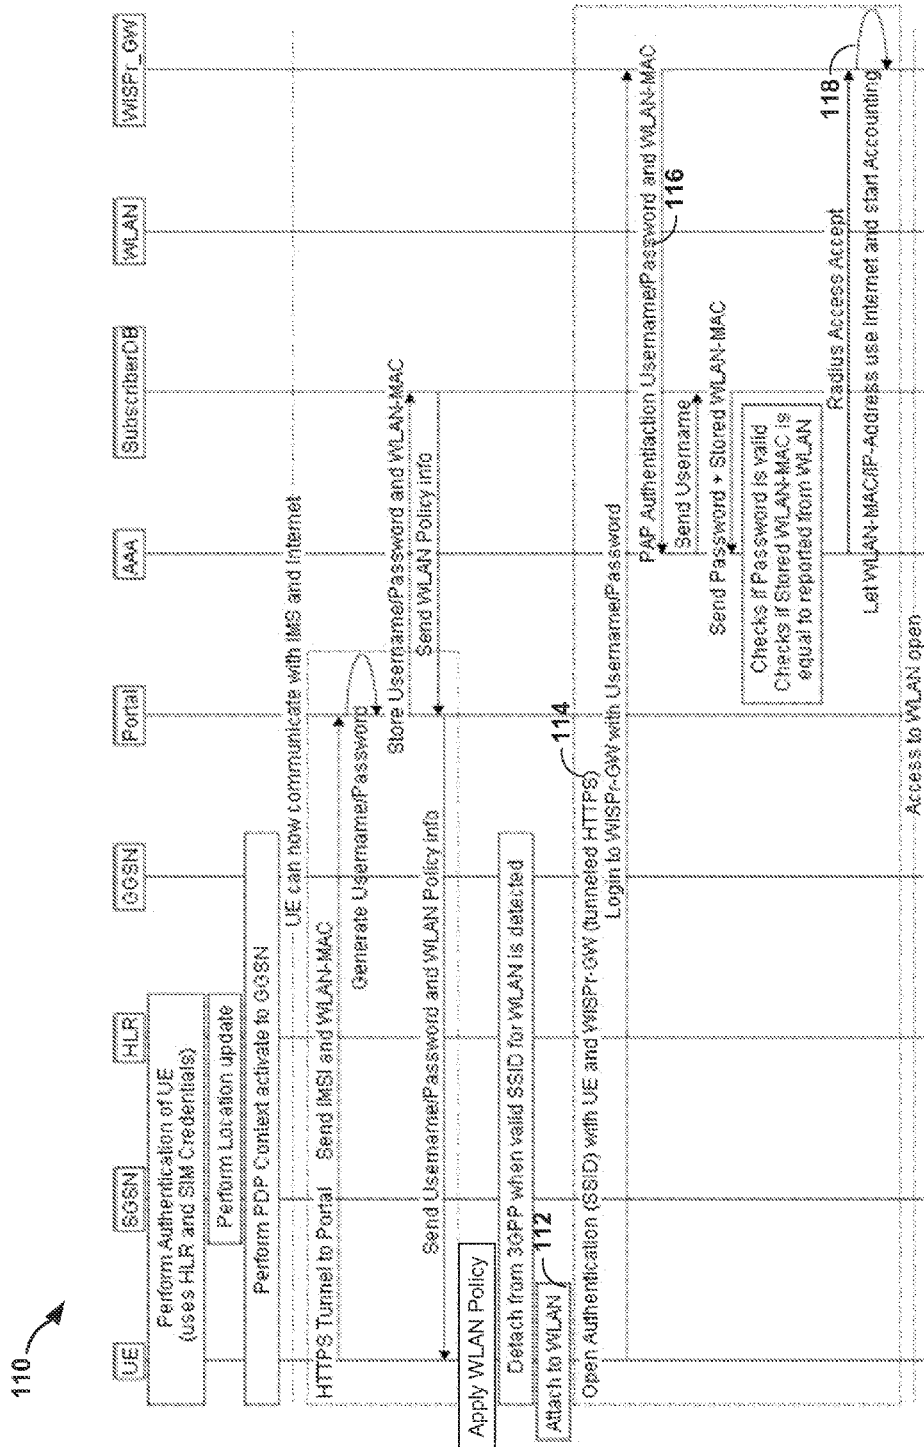 110
UE
SGSN
HLR
GGSN
Portal
AAA
SubscriberDB
WLAN
WISPr_GW
Perform Authentication of UE
(uses HLR and SIM Credentials)
Perform Location update
Perform PDP Context activate to GGSN
UE can now communicate with IMS and Internet
HTTPS Tunnel to Portal
Send IMSI and WLAN-MAC
Generate Username/Password
Store Username/Password and WLAN-MAC
Send WLAN Policy info
Send Username/Password and WLAN Policy info
Apply WLAN Policy
Detach from 3GPP when valid SSID for WLAN is detected
Attach to WLAN
112
Open Authentication (SSID) with UE and WISPr-GW (tunneled HTTPS)
114
Login to WISPr-GW with Username/Password
PAP Authentiaction Username/Password and WLAN-MAC
116
Send Username
Send Password + Stored WLAN-MAC
Checks if Password is valid
Checks if Stored WLAN-MAC is
equal to reported from WLAN
Radius Access Accept
118
Let WLAN-MAC/IP-Address use internet and start Accounting
Access to WLAN open